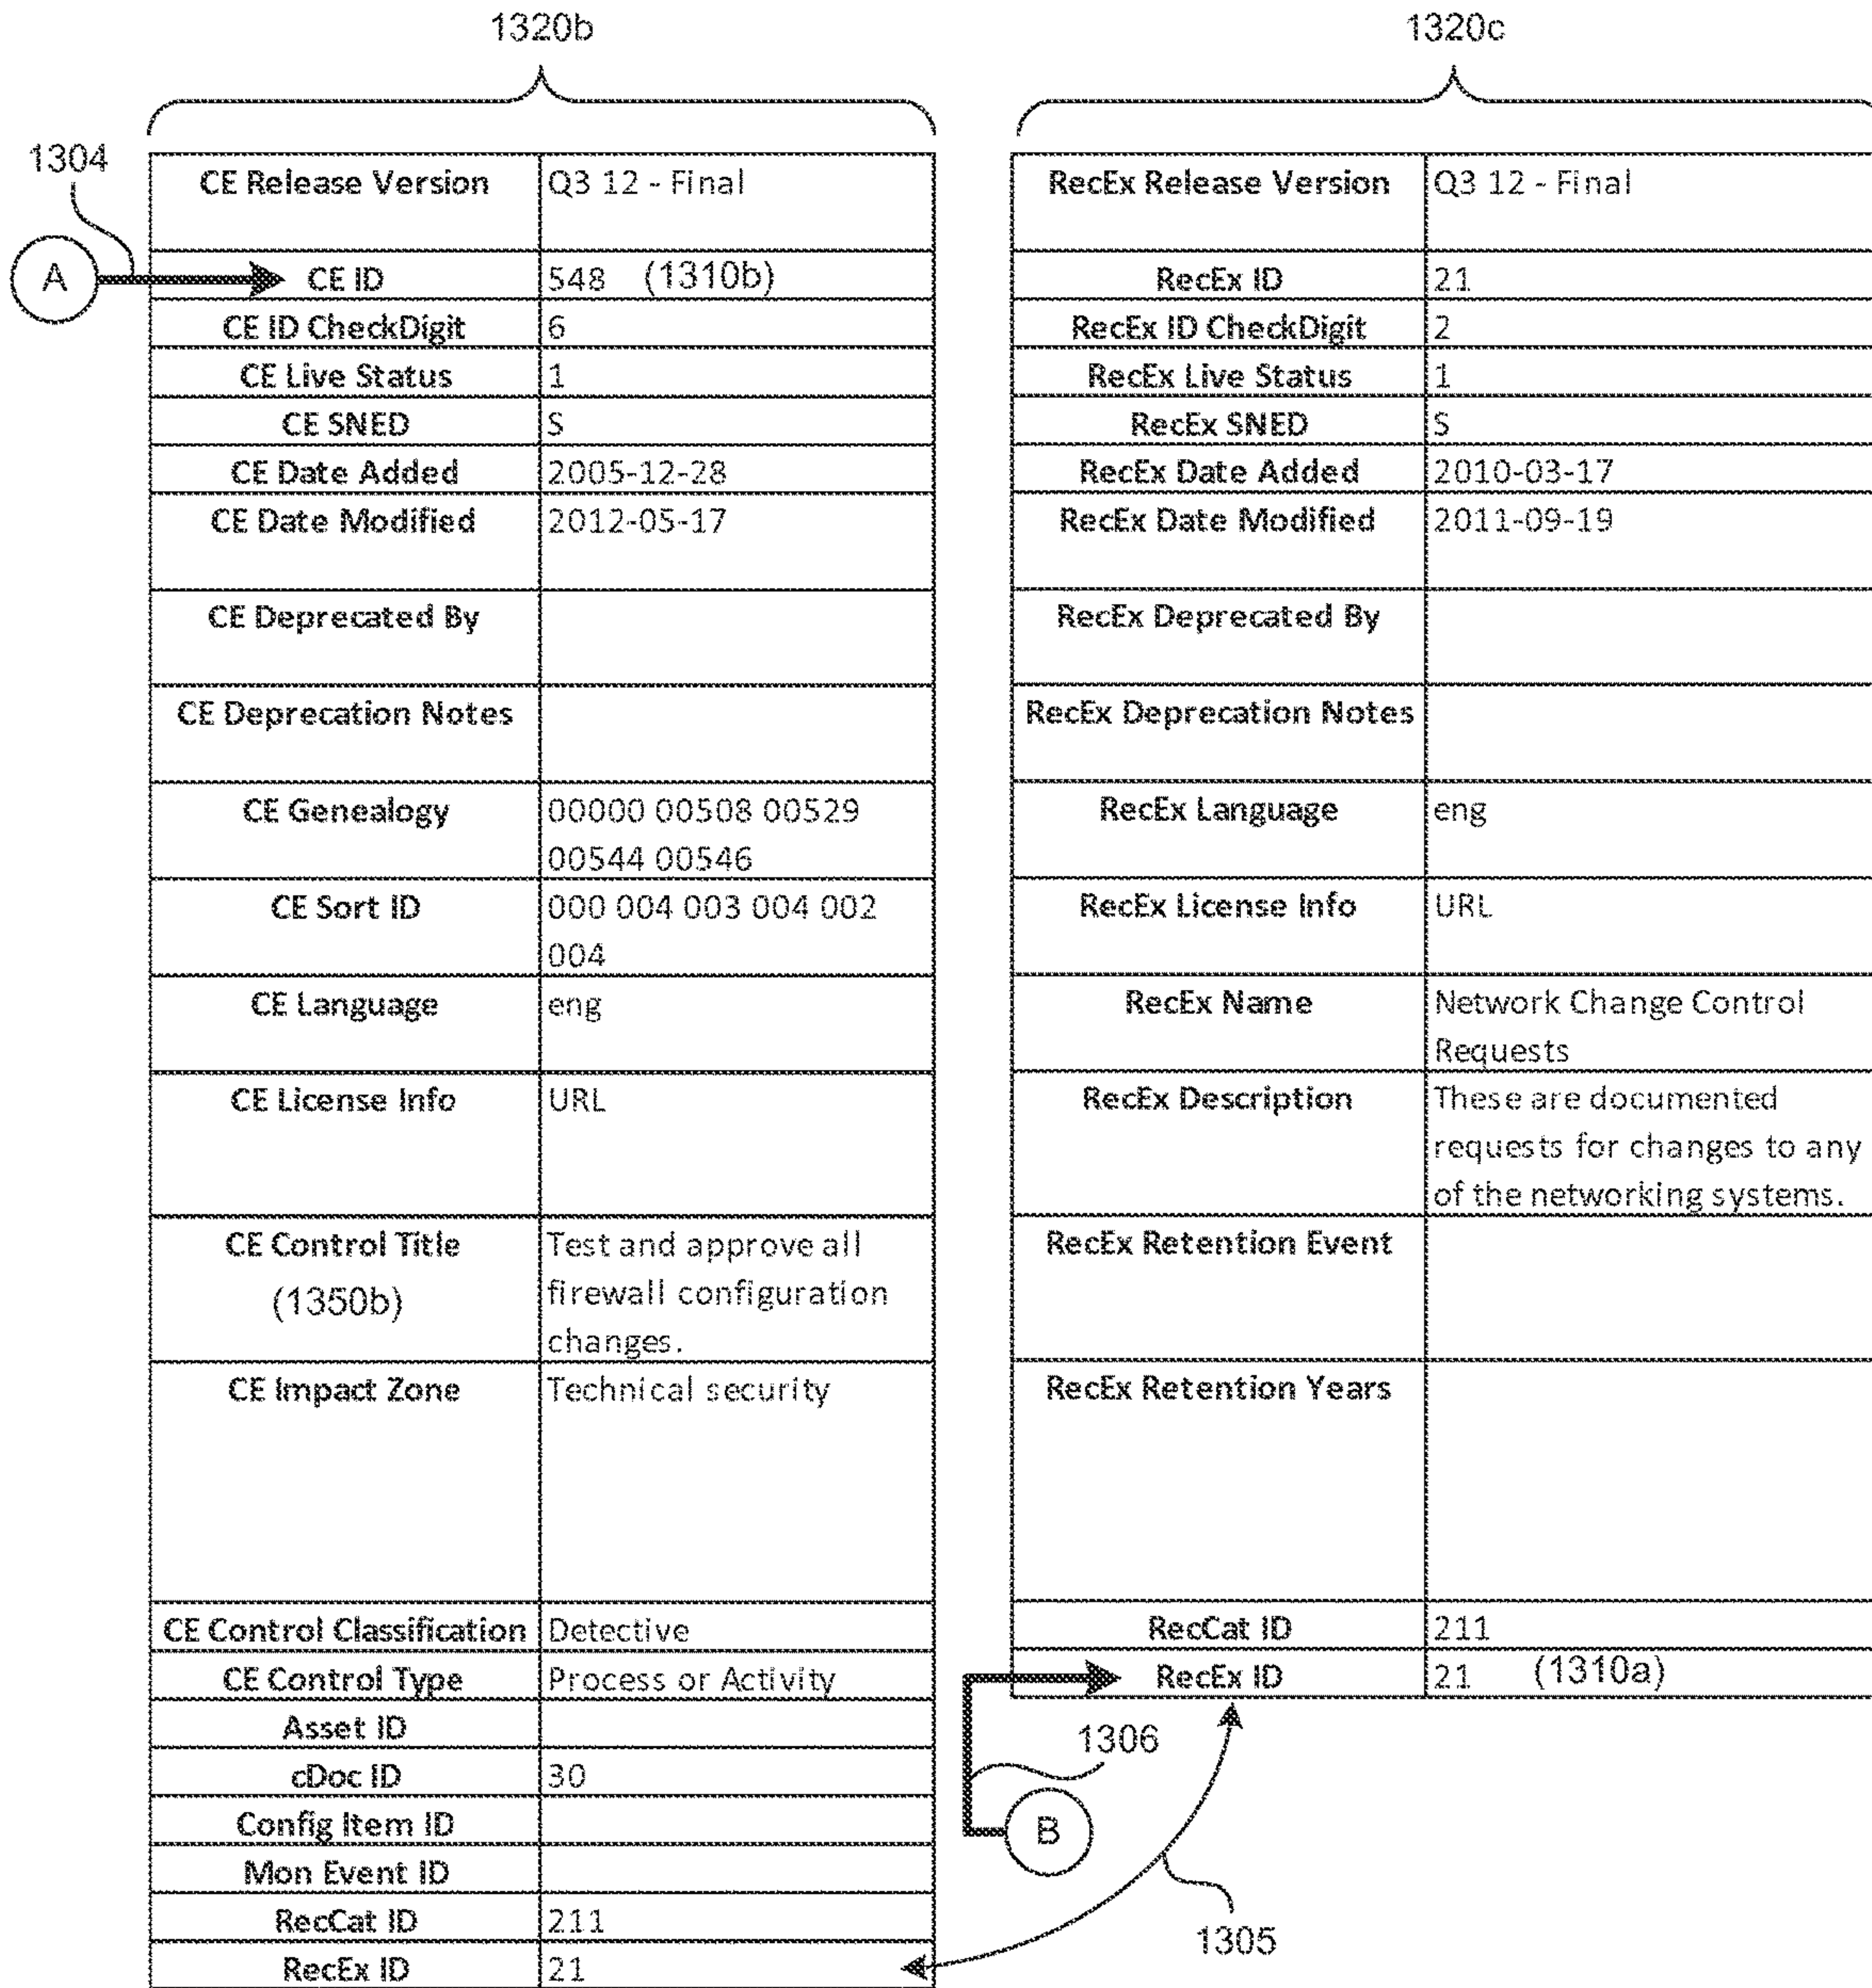 1320b
1320c
1304
A
CE Release Version Q3 12 - Final
CE ID 548 (1310b)
CE ID CheckDigit 6
CE Live Status 1
CE SNED S
CE Date Added 2005-12-28
CE Date Modified 2012-05-17
CE Deprecated By
CE Deprecation Notes
CE Genealogy 00000 00508 00529
00544 00546
CE Sort ID 000 004 003 004 002
004
CE Language eng
CE License Info URL
CE Control Title Test and approve all
(1350b) firewall configuration
changes.
CE Impact Zone Technical security
CE Control Classification Detective
CE Control Type Process or Activity
Asset ID
cDoc ID 30
Config Item ID
Mon Event ID
RecCat ID 211
RecEx ID 21
RecEx Release Version Q3 12 - Final
RecEx ID 21
RecEx ID CheckDigit 2
RecEx Live Status 1
RecEx SNED S
RecEx Date Added 2010-03-17
RecEx Date Modified 2011-09-19
RecEx Deprecated By
RecEx Deprecation Notes
RecEx Language eng
RecEx License Info URL
RecEx Name Network Change Control
Requests
RecEx Description These are documented
requests for changes to any
of the networking systems.
RecEx Retention Event
RecEx Retention Years
RecCat ID 211
RecEx ID 21 (1310a)
1306
B
1305